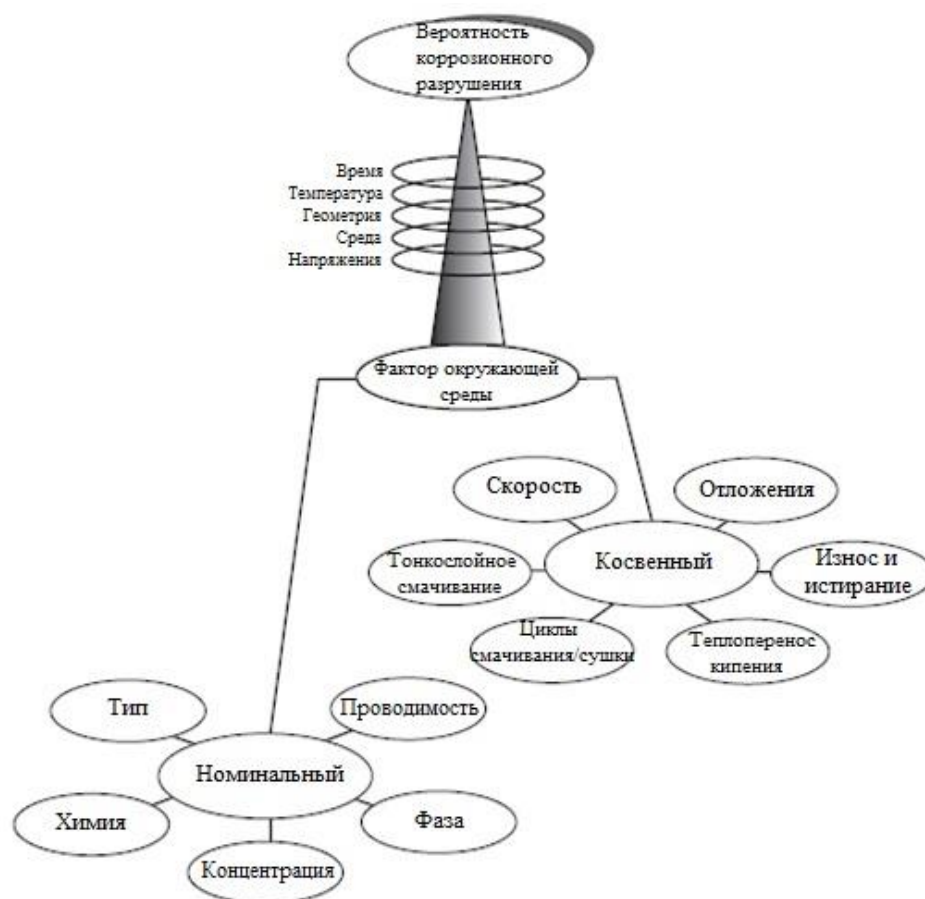 Вероятность
коррозионного
разрушения
Время
Температура
Геометрия
Среда
Напряжения
Фактор окружающей
среды
Скорость
Отложения
Тонкослойное
смачивание
Косвенный
Износ и
истирание
Циклы
смачивания/сушки
Теплоперенос
кипения
Тип
Проводимость
Номинальный
Химия
Фаза
Концентрация